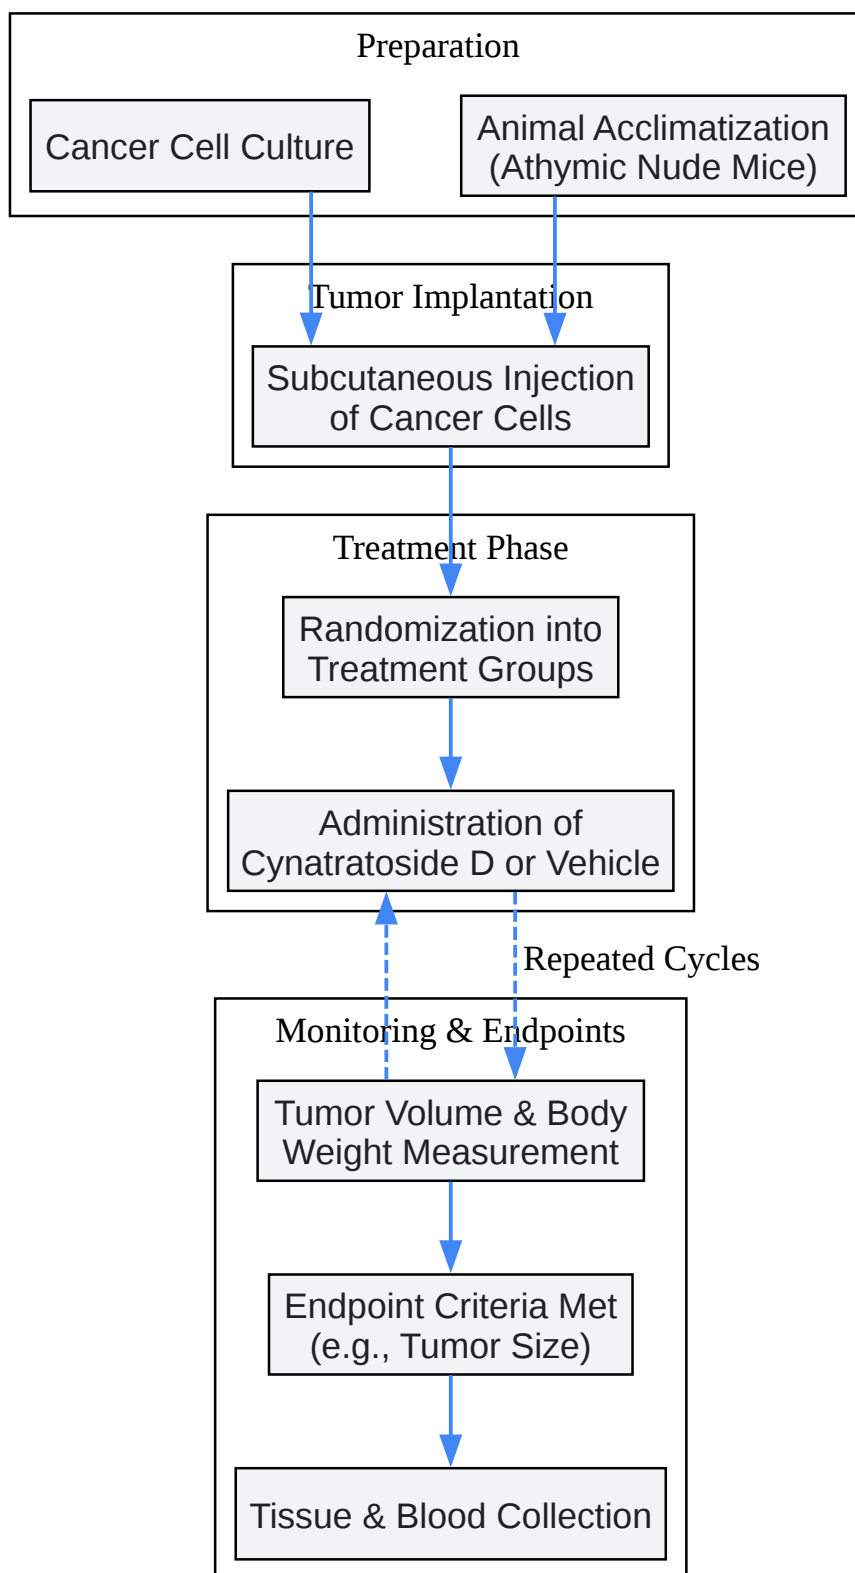 Preparation
Cancer Cell Culture
Animal Acclimatization
(Athymic Nude Mice)
Tumor Implantation
Subcutaneous Injection
of Cancer Cells
Treatment Phase
Randomization into
Treatment Groups
Administration of
Cynatratoside D or Vehicle
Repeated Cycles
Monitoring & Endpoints
Tumor Volume & Body
Weight Measurement
Endpoint Criteria Met
(e.g., Tumor Size)
Tissue & Blood Collection